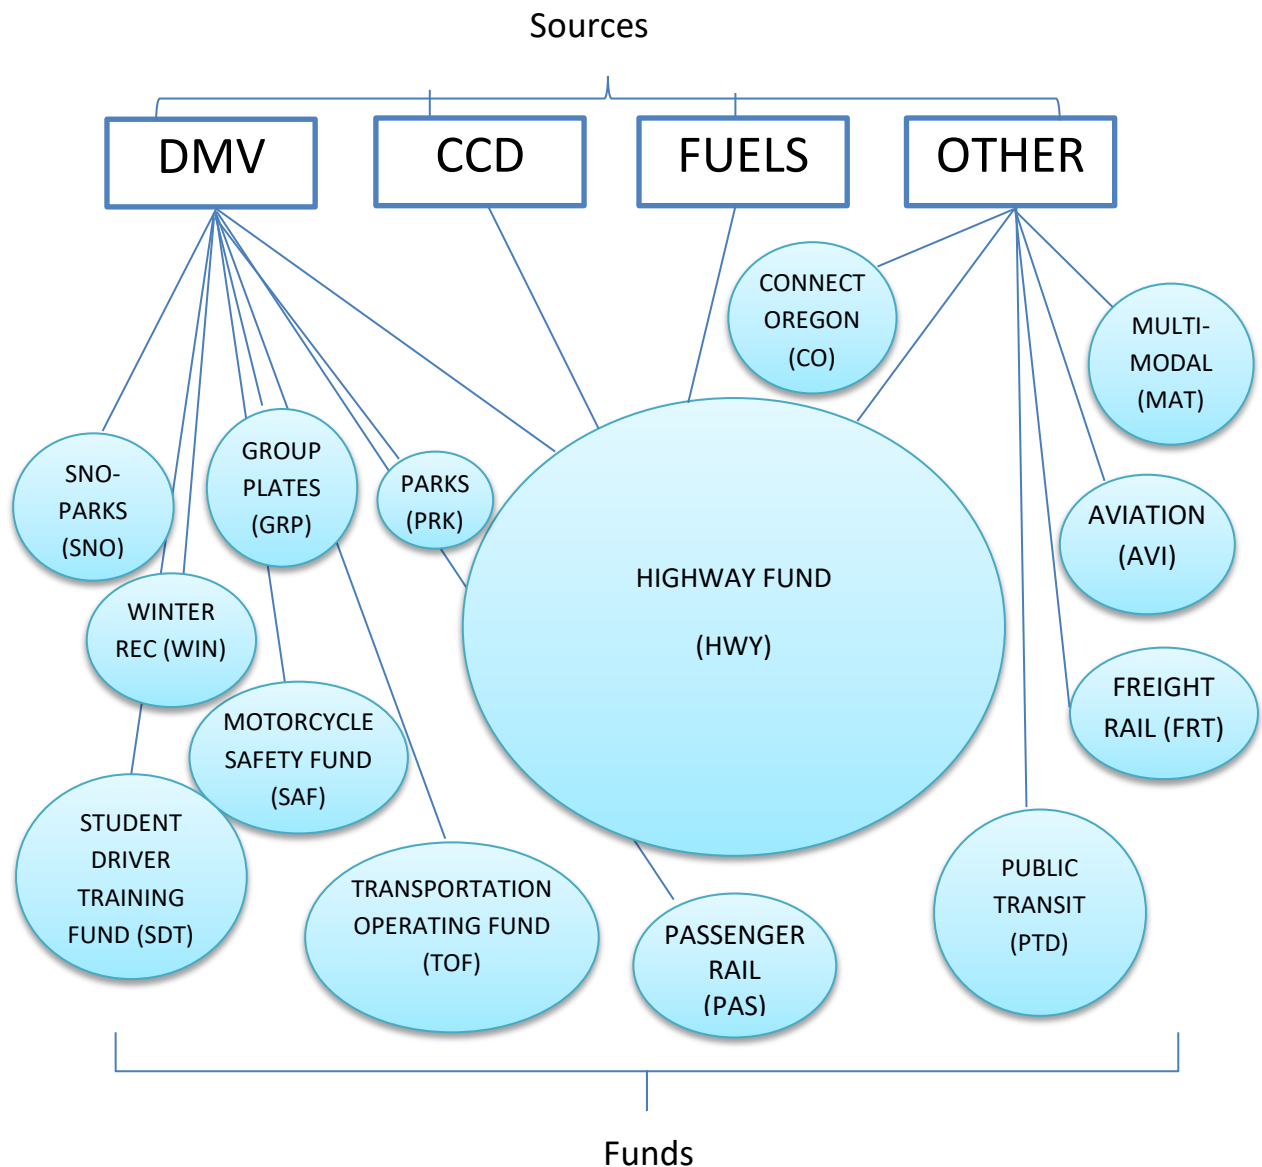 Sources
DMV
CCD
FUELS
OTHER
CONNECT
OREGON
(CO)
MULTI-
MODAL
(MAT)
SNO-
PARKS
(SNO)
GROUP
PLATES
(GRP)
PARKS
(PRK)
HIGHWAY FUND
(HWY)
AVIATION
(AVI)
WINTER
REC (WIN)
MOTORCYCLE
SAFETY FUND
(SAF)
FREIGHT
RAIL (FRT)
STUDENT
DRIVER
TRAINING
FUND (SDT)
TRANSPORTATION
OPERATING FUND
(TOF)
PASSENGER
RAIL
(PAS)
PUBLIC
TRANSIT
(PTD)
Funds